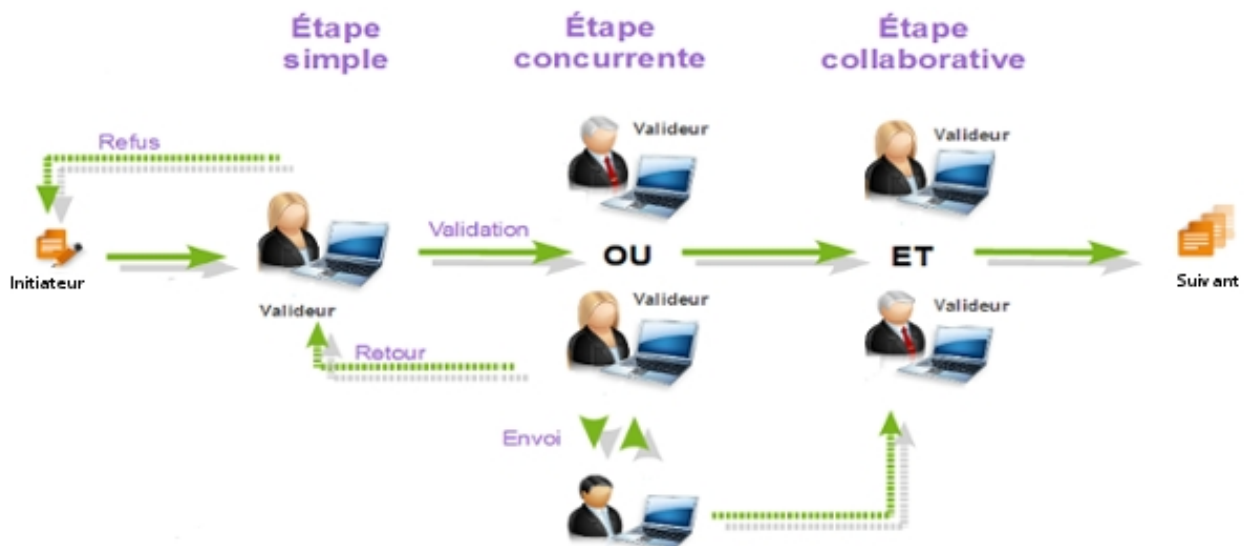 Étape
simple
Étape
concurrente
Étape
collaborative
Refus
Valideur
Valideur
Validation
OU
ET
Initiateur
Suivant
Valideur
Valideur
Valideur
Retour
Envoi